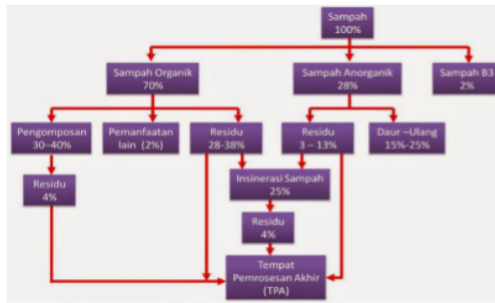 Sampah
100%
Sampah Organik
70%
Sampah Anorganik
28%
Sampah B3
2%
Pengomposan
30–40%
Pemanfaatan
lain (2%)
Residu
28-38%
Residu
3 – 13%
Daur –Ulang
15%-25%
Residu
4%
Insinerasi Sampah
25%
Residu
4%
Tempat
Pemrosesan Akhir
(TPA)